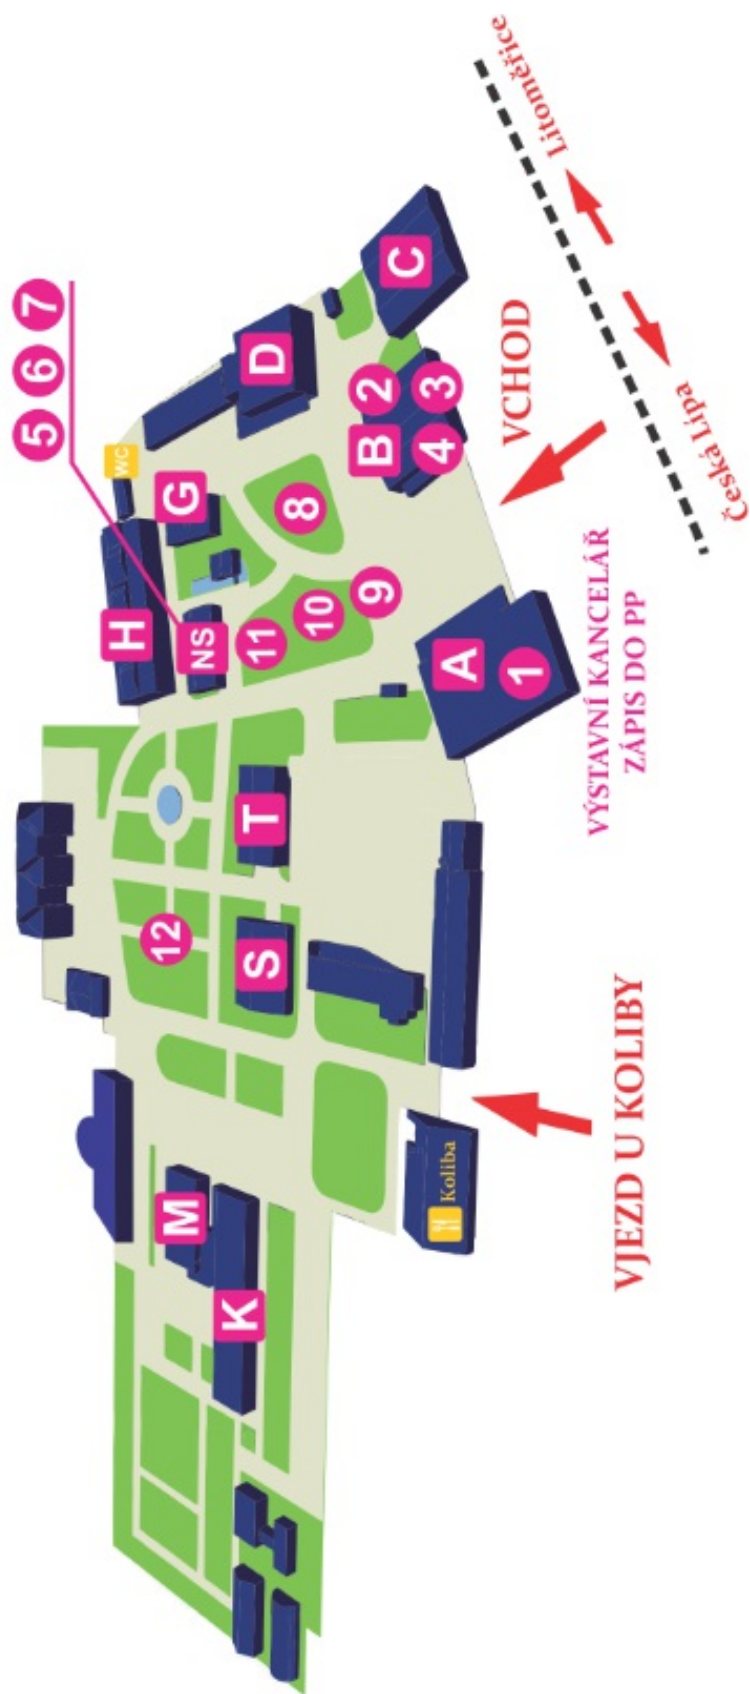 5 6 7
WC
H
G
D
C
NS
8
B
2
3
4
11
10
9
A
1
T
S
12
M
K
Koliba
VCHOD
Litoměřice
Česká Lípa
VÝSTAVNÍ KANCELÁŘ
ZÁPIS DO PP
VJEZD U KOLIBY